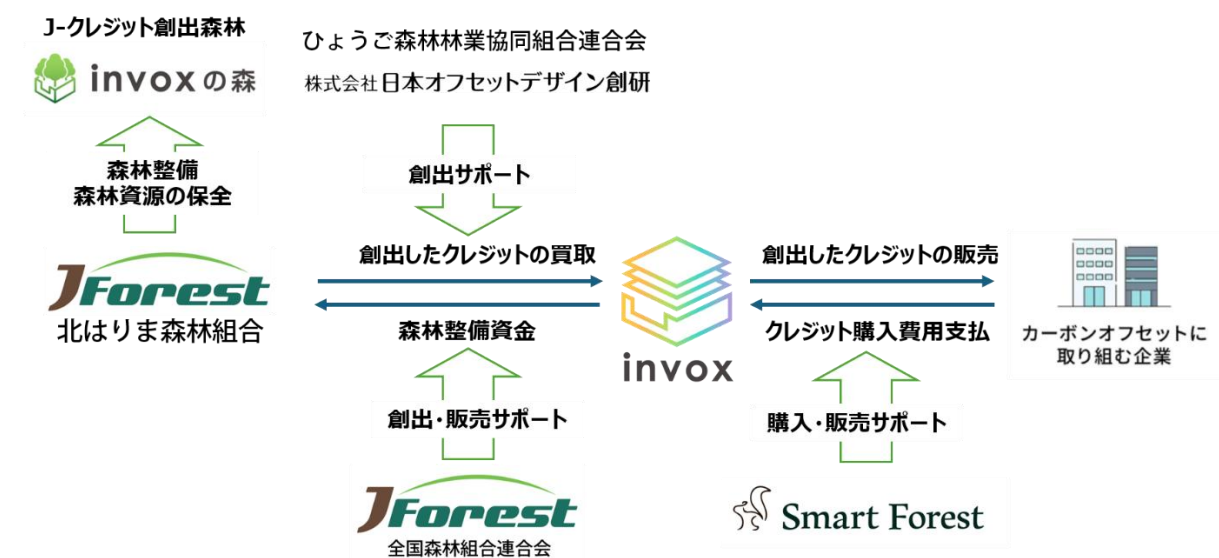 J-クレジット創出森林
invoxの森
ひょうご森林林業協同組合連合会
株式会社日本オフセットデザイン創研
森林整備
森林資源の保全
創出サポート
JForest
北はりま森林組合
創出したクレジットの買取
森林整備資金
invox
創出したクレジットの販売
クレジット購入費用支払
カーボンオフセットに
取り組む企業
創出・販売サポート
購入・販売サポート
JForest
全国森林組合連合会
Smart Forest